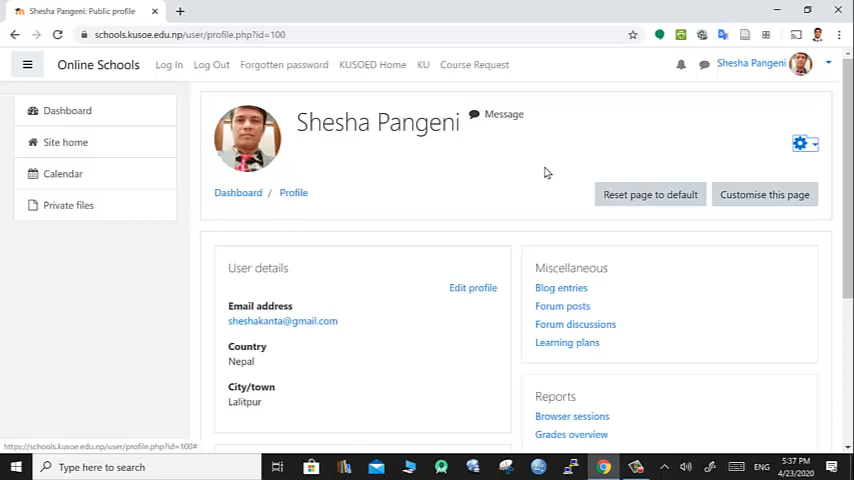 Shesha Pangeni: Public profile
schools.kusoe.edu.np/user/profile.php?id=100
Online Schools Log In Log Out Forgotten password KUSOED Home KU Course Request Shesha Pangeni
Dashboard
Site home
Calendar
Private files
Shesha Pangeni Message
Dashboard / Profile
Reset page to default Customise this page
User details
Edit profile
Email address
sheshakanta@gmail.com
Country
Nepal
City/town
Lalitpur
Miscellaneous
Blog entries
Forum posts
Forum discussions
Learning plans
Reports
Browser sessions
Grades overview
https://schools.kusoe.edu.np/user/profile.php?id=100#
Type here to search
ENG
5:37 PM
4/23/2020